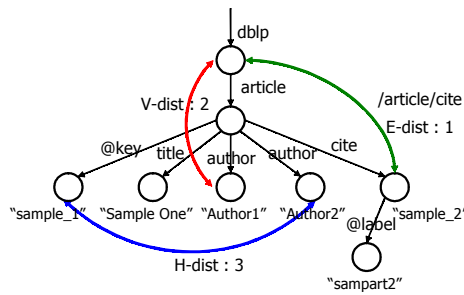 dblp
article
V-dist : 2
/article/cite
E-dist : 1
@key
title
author
author
cite
“sample_1”
“Sample One”
“Author1”
“Author2”
“sample_2”
@label
H-dist : 3
“sampart2”